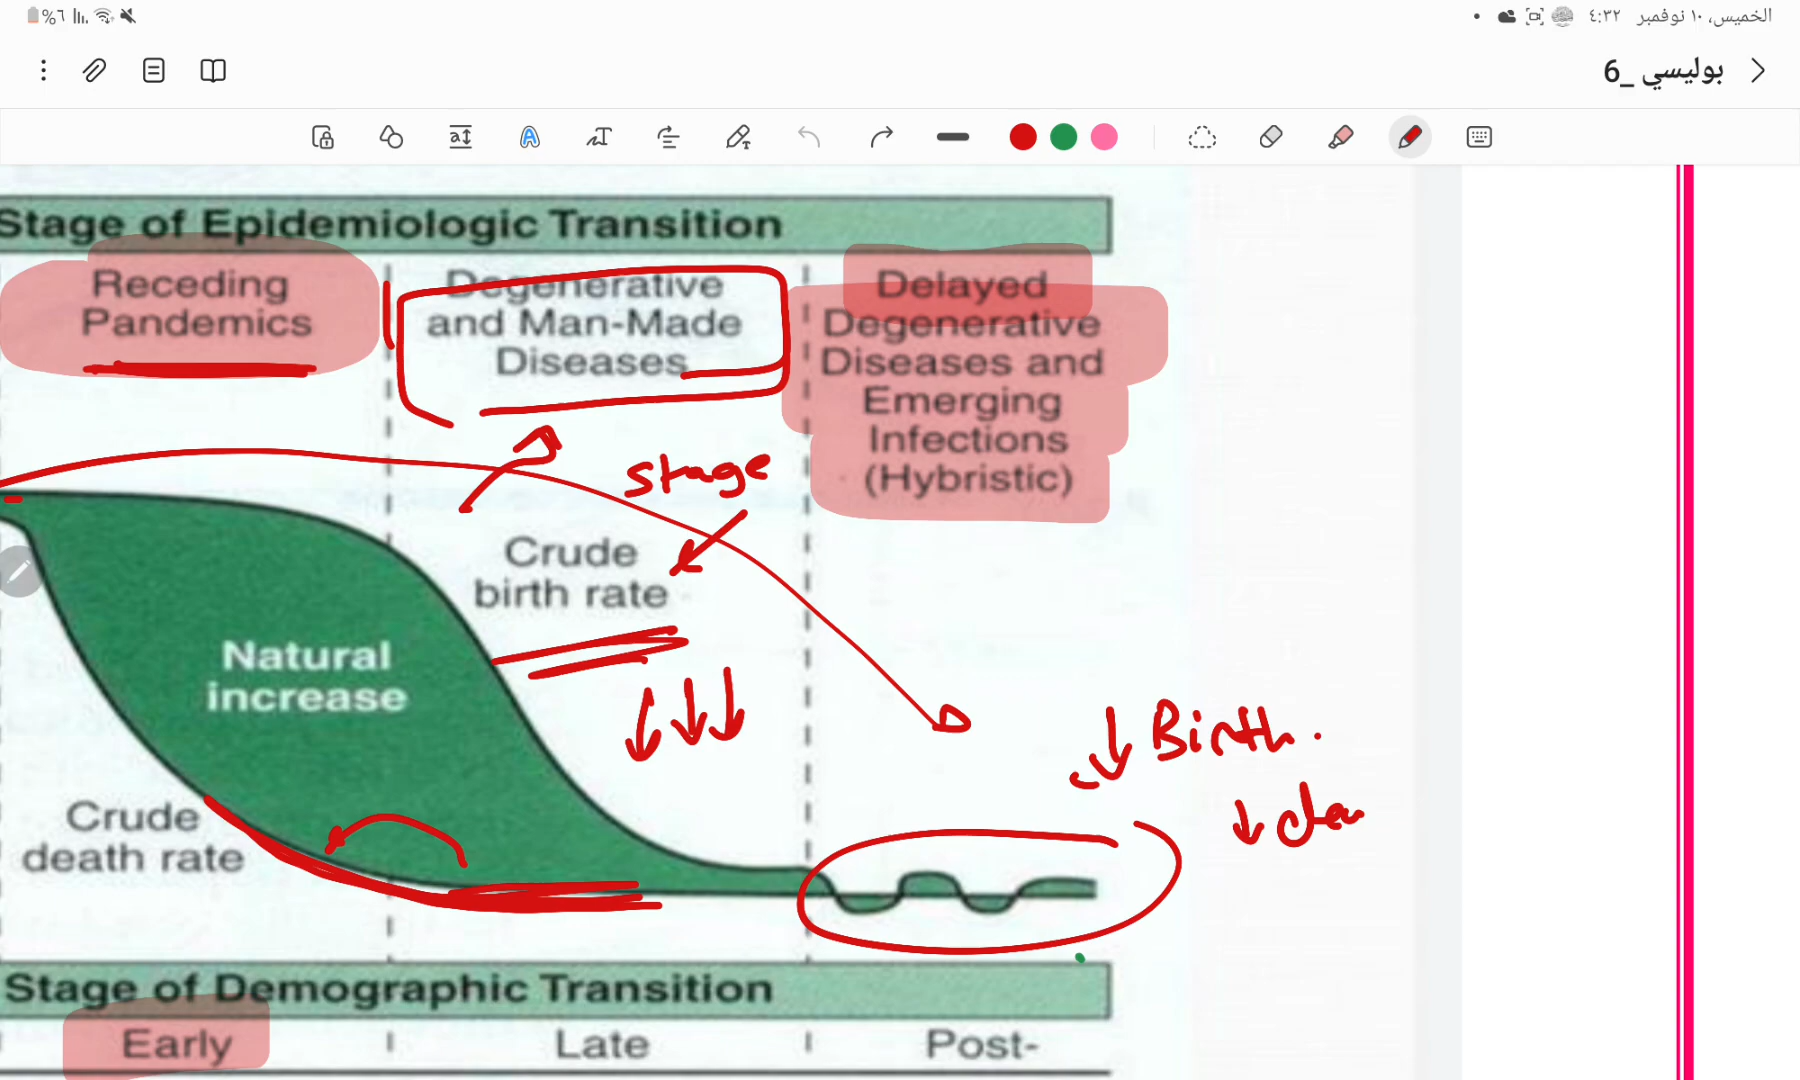 %٦
الخميس، ١٠ نوفمبر ٤:٣٢
بوليسي _6
Stage of Epidemiologic Transition
Receding
Pandemics
Degenerative
and Man-Made
Diseases
Delayed
Degenerative
Diseases and
Emerging
Infections
(Hybristic)
stage
Crude
birth rate
Natural
increase
Birth.
Crude
death rate
Stage of Demographic Transition
Early
Late
Post-